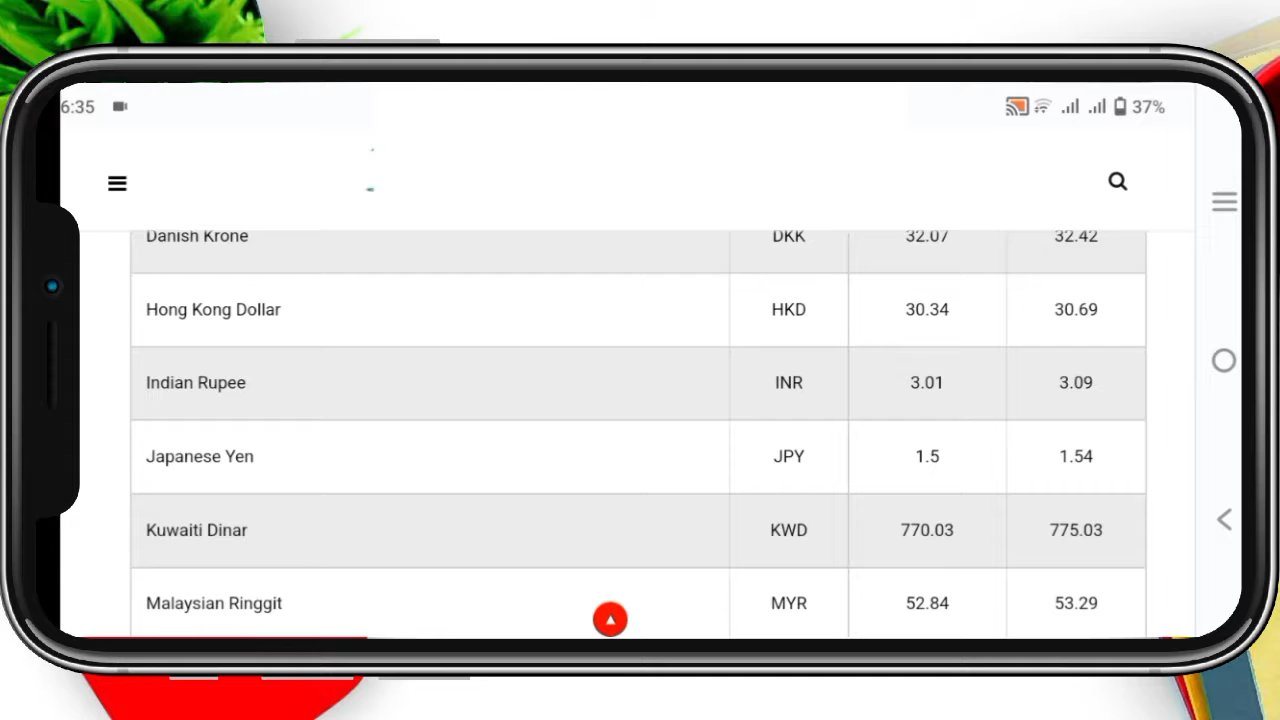 6:35 37%
Danish Krone DKK 32.07 32.42
Hong Kong Dollar HKD 30.34 30.69
Indian Rupee INR 3.01 3.09
Japanese Yen JPY 1.5 1.54
Kuwaiti Dinar KWD 770.03 775.03
Malaysian Ringgit MYR 52.84 53.29